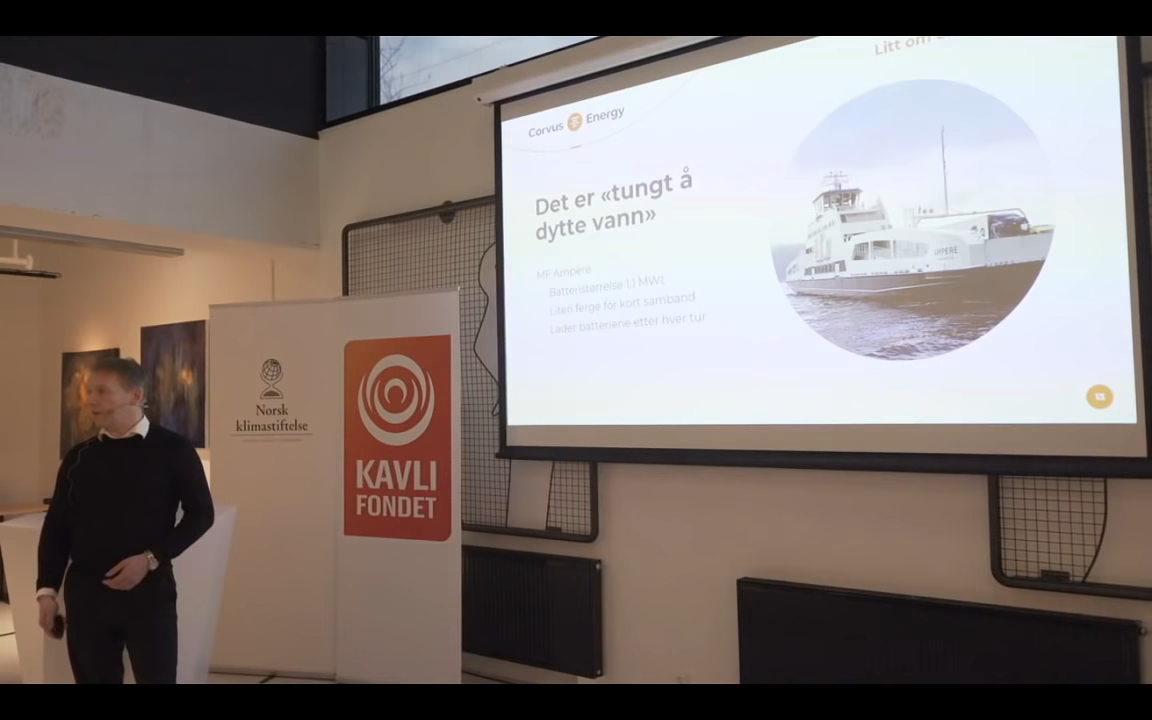 Litt om
Corvus Energy
Det er «tungt å
dytte vann»
MF Ampere
Batteristørrelse 1,1 MWt
Liten ferge for kort samband
Lader batteriene etter hver tur
AMPERE
Norsk
klimastiftelse
KAVLI
FONDET